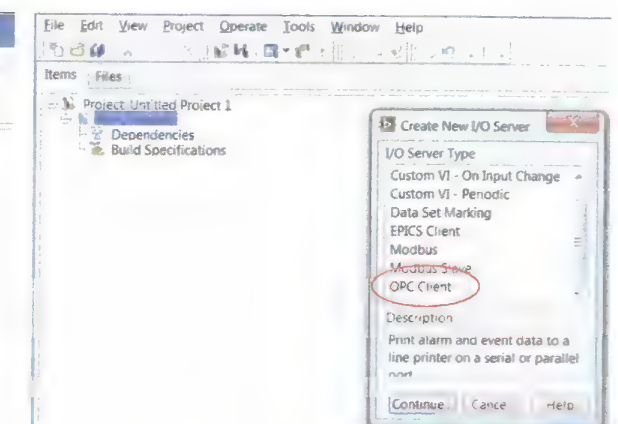 File Edit View Project Operate Tools Window Help
Items Files
Project: Untitled Project 1
Dependencies
Build Specifications
Create New I/O Server
I/O Server Type
Custom VI - On Input Change
Custom VI - Periodic
Data Set Marking
EPICS Client
Modbus
Modbus Slave
OPC Client
Description
Print alarm and event data to a
line printer on a serial or parallel
port
Continue Cancel Help